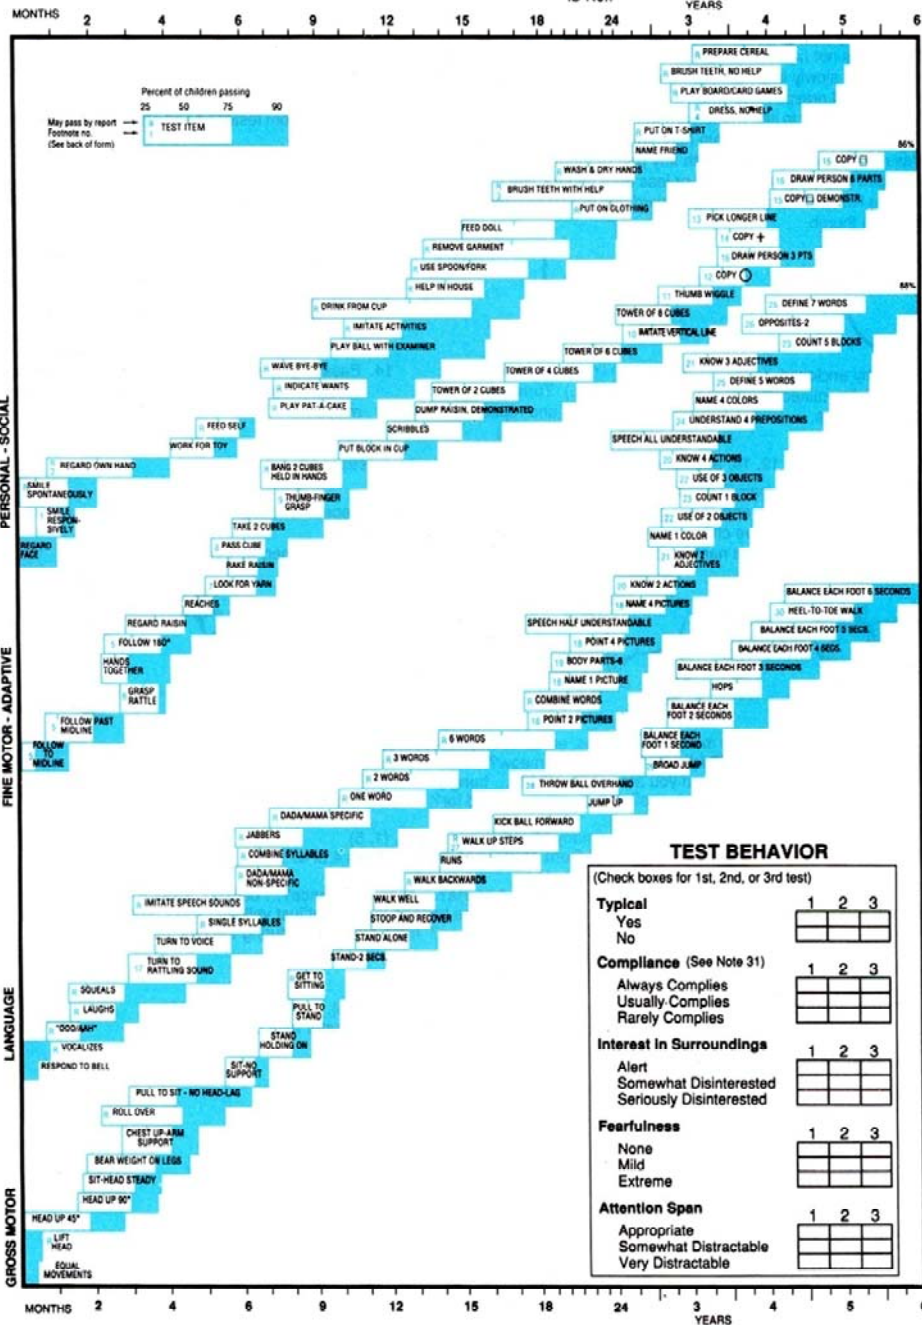 MONTHS
YEARS
2 4 6 9 12 15 18 24 3 4 5 6
PREPARE CEREAL
BRUSH TEETH, NO HELP
PLAY BOARD/CARD GAMES
Percent of children passing
25 50 75 90
May pass by report
Footnote no.
(See back of form)
R
1
TEST ITEM
DRESS, NO HELP
PUT ON T-SHIRT
NAME FRIEND
86%
COPY □
WASH & DRY HANDS
DRAW PERSON 6 PARTS
BRUSH TEETH WITH HELP
COPY □ DEMONSTR.
PUT ON CLOTHING
PICK LONGER LINE
FEED DOLL
COPY +
REMOVE GARMENT
DRAW PERSON 3 PTS
USE SPOON/FORK
COPY ○
HELP IN HOUSE
THUMB WIGGLE
88%
DRINK FROM CUP
TOWER OF 8 CUBES
DEFINE 7 WORDS
IMITATE ACTIVITIES
IMITATE VERTICAL LINE
OPPOSITES-2
PLAY BALL WITH EXAMINER
TOWER OF 6 CUBES
COUNT 5 BLOCKS
WAVE BYE-BYE
TOWER OF 4 CUBES
KNOW 3 ADJECTIVES
INDICATE WANTS
TOWER OF 2 CUBES
DEFINE 5 WORDS
PLAY PAT-A-CAKE
DUMP RAISIN, DEMONSTRATED
NAME 4 COLORS
FEED SELF
SCRIBBLES
UNDERSTAND 4 PREPOSITIONS
WORK FOR TOY
PUT BLOCK IN CUP
SPEECH ALL UNDERSTANDABLE
REGARD OWN HAND
BANG 2 CUBES
HELD IN HANDS
KNOW 4 ACTIONS
SMILE
SPONTANEOUSLY
THUMB-FINGER
GRASP
USE OF 3 OBJECTS
COUNT 1 BLOCK
SMILE
RESPON-
SIVELY
TAKE 2 CUBES
USE OF 2 OBJECTS
REGARD
FACE
PASS CUBE
NAME 1 COLOR
RAKE RAISIN
KNOW 2
ADJECTIVES
LOOK FOR YARN
KNOW 2 ACTIONS
BALANCE EACH FOOT 6 SECONDS
REACHES
NAME 4 PICTURES
HEEL-TO-TOE WALK
REGARD RAISIN
SPEECH HALF UNDERSTANDABLE
BALANCE EACH FOOT 5 SECS.
FOLLOW 180°
POINT 4 PICTURES
BALANCE EACH FOOT 4 SECS.
HANDS
TOGETHER
BODY PARTS-6
BALANCE EACH FOOT 3 SECONDS
GRASP
RATTLE
NAME 1 PICTURE
HOPS
COMBINE WORDS
BALANCE EACH
FOOT 2 SECONDS
FOLLOW PAST
MIDLINE
POINT 2 PICTURES
FOLLOW
TO
MIDLINE
6 WORDS
BALANCE EACH
FOOT 1 SECOND
3 WORDS
BROAD JUMP
2 WORDS
THROW BALL OVERHAND
ONE WORD
JUMP UP
DADA/MAMA SPECIFIC
KICK BALL FORWARD
JABBERS
WALK UP STEPS
COMBINE SYLLABLES
RUNS
DADA/MAMA
NON-SPECIFIC
WALK BACKWARDS
IMITATE SPEECH SOUNDS
WALK WELL
SINGLE SYLLABLES
STOOP AND RECOVER
TURN TO VOICE
STAND ALONE
TURN TO
RATTLING SOUND
STAND-2 SECS.
SQUEALS
GET TO
SITTING
LAUGHS
PULL TO
STAND
"OOO/AAH"
STAND
HOLDING ON
VOCALIZES
RESPOND TO BELL
SIT-NO
SUPPORT
PULL TO SIT - NO HEAD-LAG
ROLL OVER
CHEST UP-ARM
SUPPORT
BEAR WEIGHT ON LEGS
SIT-HEAD STEADY
HEAD UP 90°
HEAD UP 45°
LIFT
HEAD
EQUAL
MOVEMENTS
PERSONAL - SOCIAL
FINE MOTOR - ADAPTIVE
LANGUAGE
GROSS MOTOR
TEST BEHAVIOR
(Check boxes for 1st, 2nd, or 3rd test)
Typical 1 2 3
Yes
No
Compliance (See Note 31) 1 2 3
Always Complies
Usually Complies
Rarely Complies
Interest in Surroundings 1 2 3
Alert
Somewhat Disinterested
Seriously Disinterested
Fearfulness 1 2 3
None
Mild
Extreme
Attention Span 1 2 3
Appropriate
Somewhat Distractable
Very Distractable
MONTHS 2 4 6 9 12 15 18 24 3 4 5
YEARS